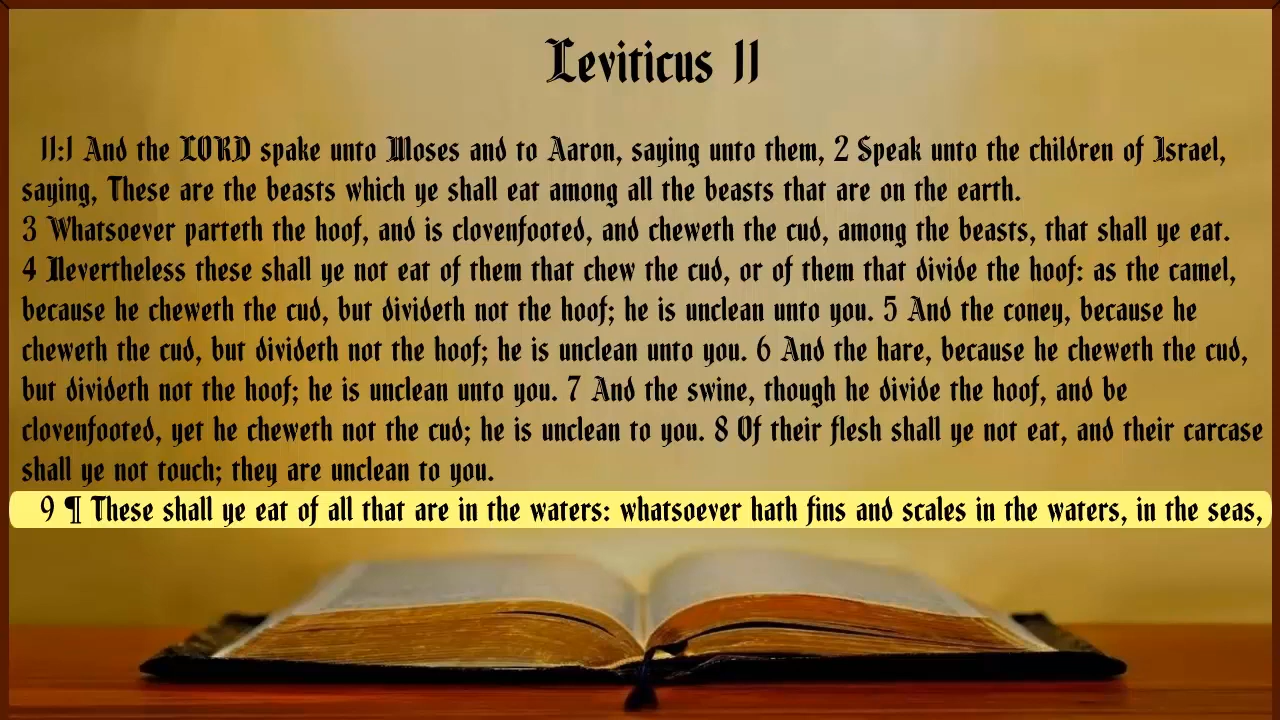 Leviticus 11
11:1 And the LORD spake unto Moses and to Aaron, saying unto them, 2 Speak unto the children of Israel,
saying, These are the beasts which ye shall eat among all the beasts that are on the earth.
3 Whatsoever parteth the hoof, and is clovenfooted, and cheweth the cud, among the beasts, that shall ye eat.
4 Nevertheless these shall ye not eat of them that chew the cud, or of them that divide the hoof: as the camel,
because he cheweth the cud, but divideth not the hoof; he is unclean unto you. 5 And the coney, because he
cheweth the cud, but divideth not the hoof; he is unclean unto you. 6 And the hare, because he cheweth the cud,
but divideth not the hoof; he is unclean unto you. 7 And the swine, though he divide the hoof, and be
clovenfooted, yet he cheweth not the cud; he is unclean to you. 8 Of their flesh shall ye not eat, and their carcase
shall ye not touch; they are unclean to you.
9 ¶ These shall ye eat of all that are in the waters: whatsoever hath fins and scales in the waters, in the seas,